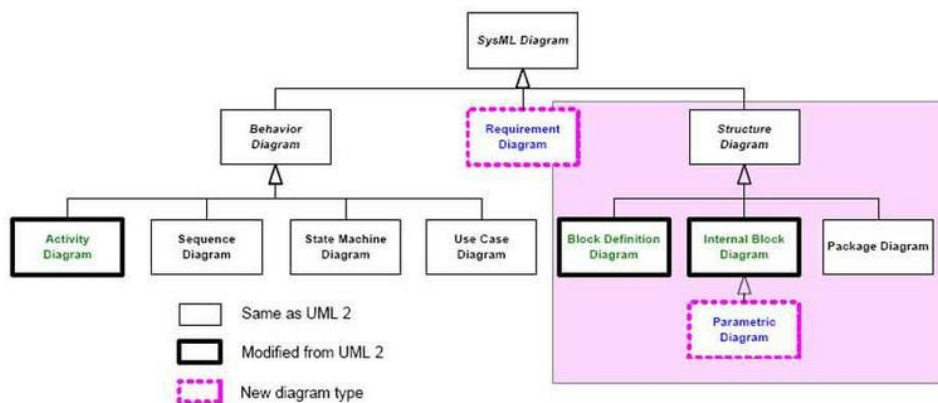 SysML Diagram
Behavior
Diagram
Requirement
Diagram
Structure
Diagram
Activity
Diagram
Sequence
Diagram
State Machine
Diagram
Use Case
Diagram
Block Definition
Diagram
Internal Block
Diagram
Package Diagram
Parametric
Diagram
Same as UML 2
Modified from UML 2
New diagram type